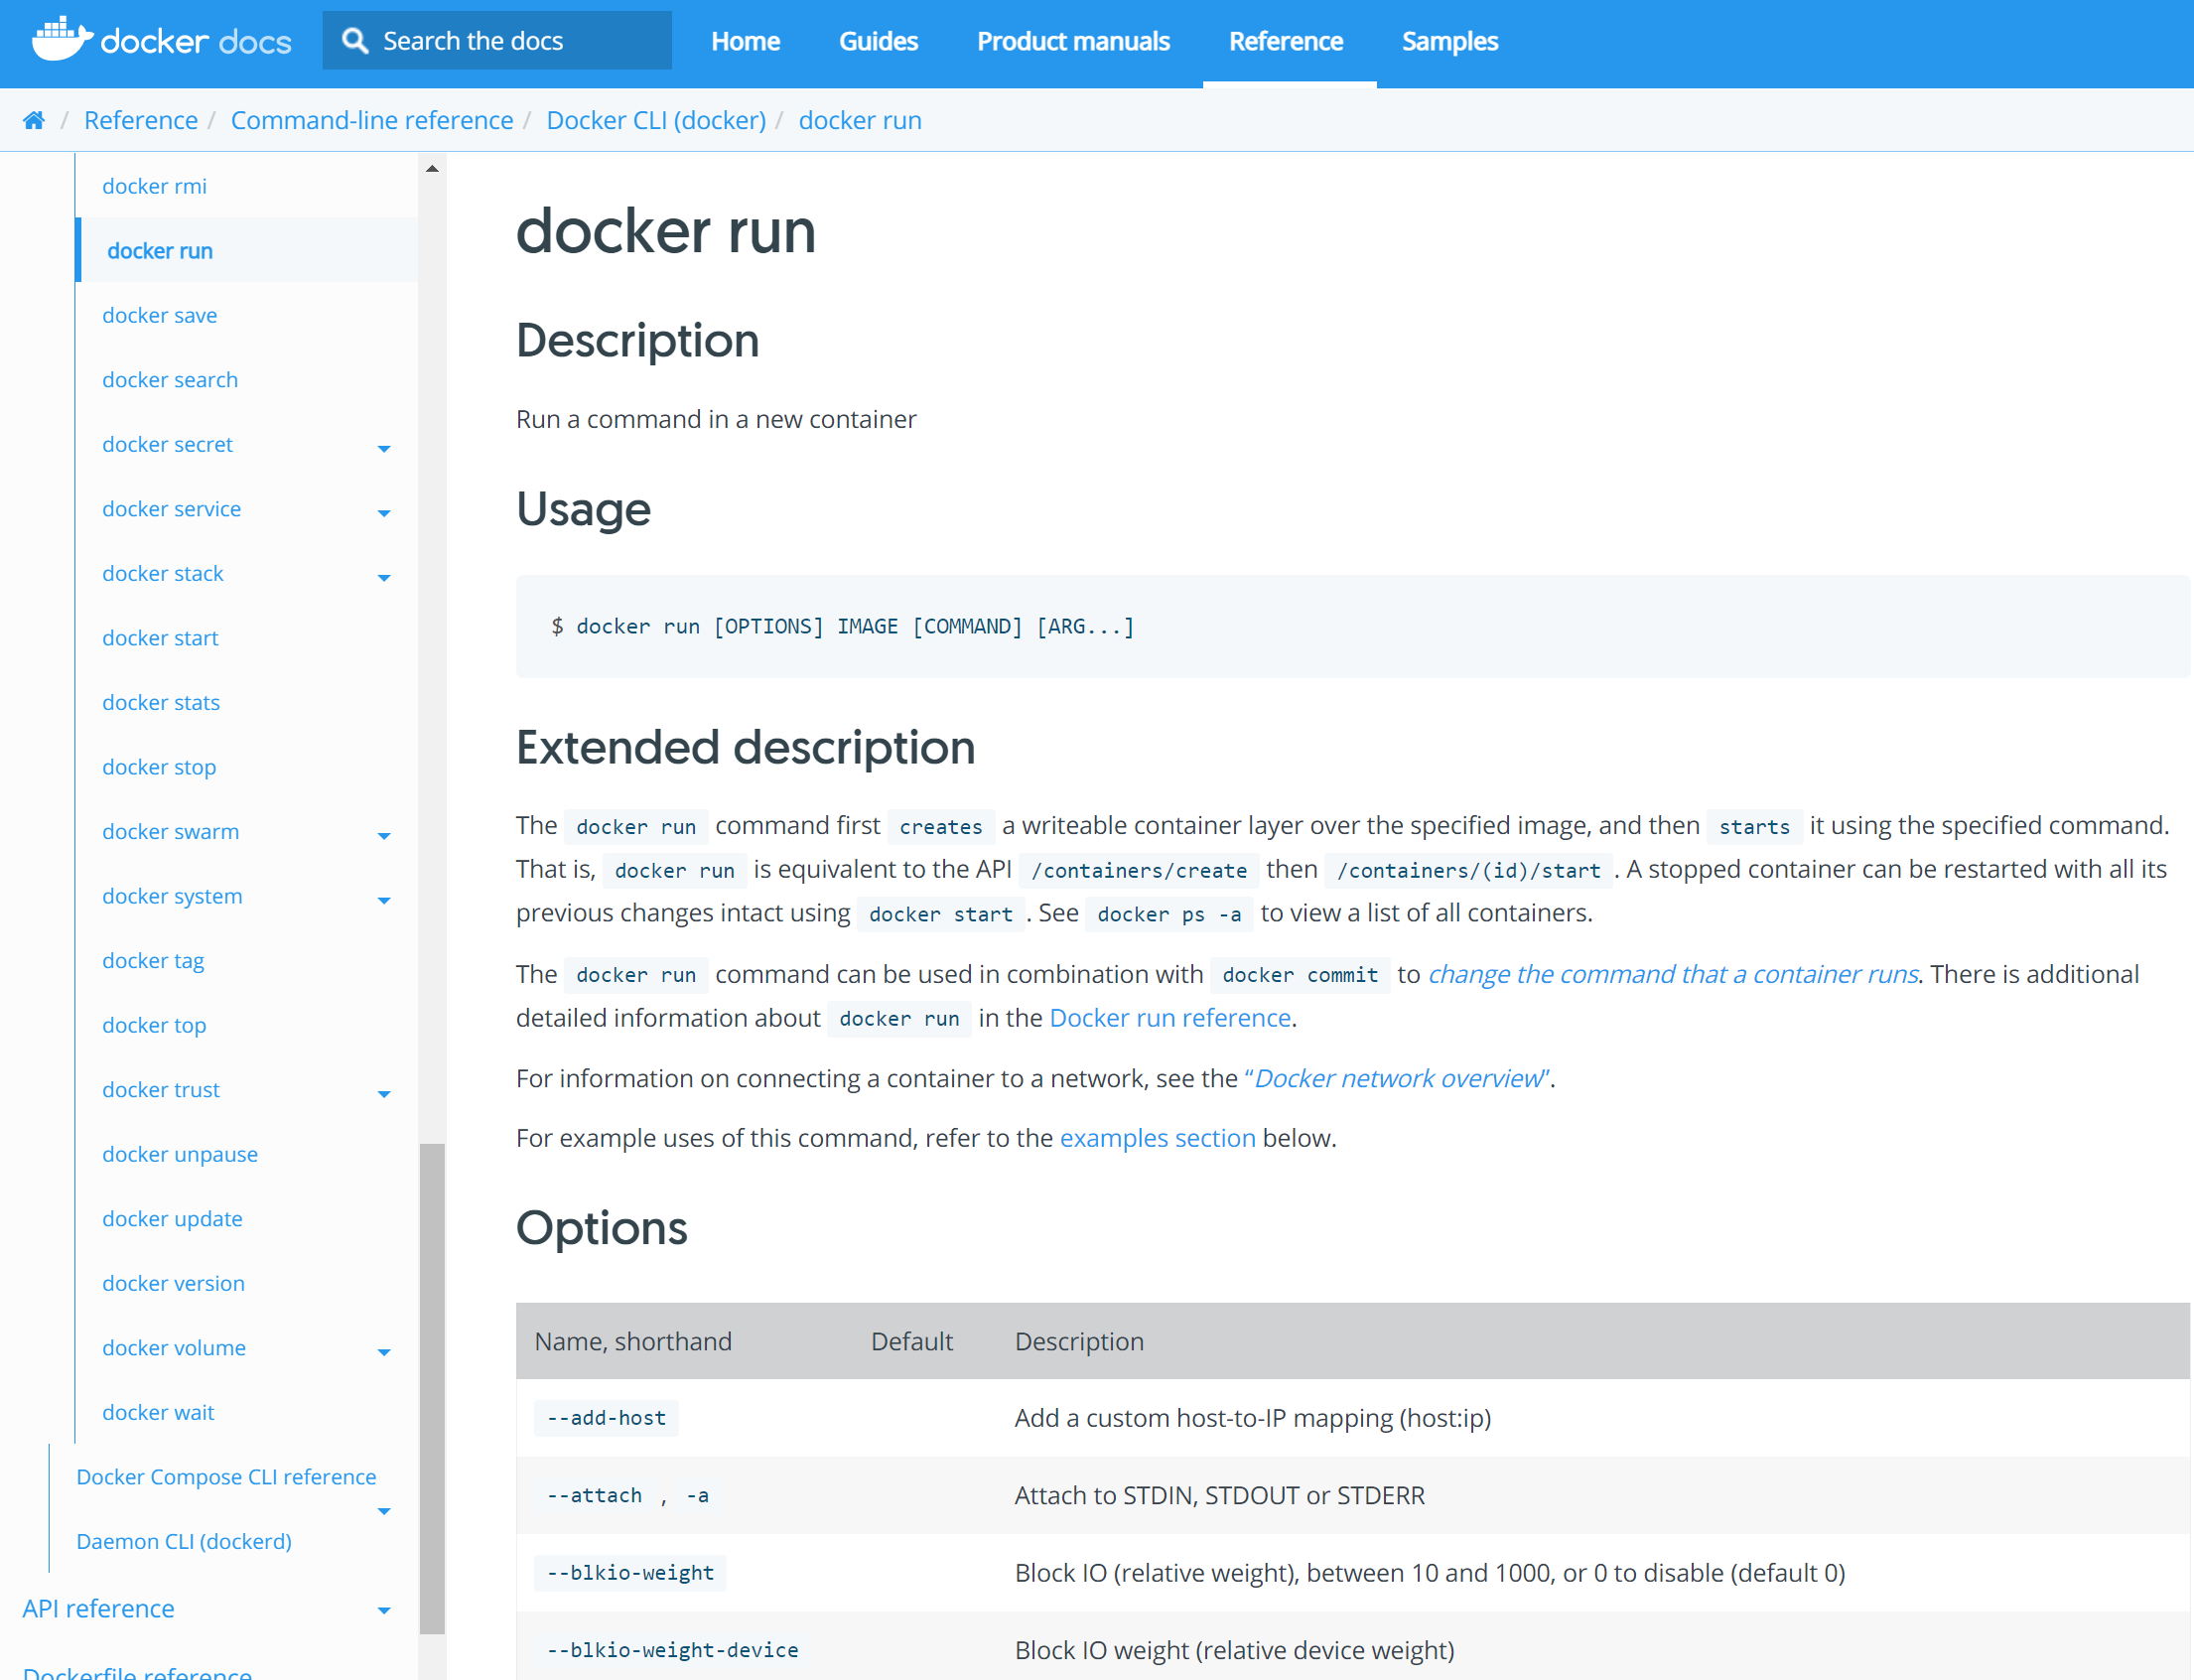 docker docs
Search the docs
Home
Guides
Product manuals
Reference
Samples
/ Reference / Command-line reference / Docker CLI (docker) / docker run
docker rmi
docker run
docker save
docker search
docker secret
docker service
docker stack
docker start
docker stats
docker stop
docker swarm
docker system
docker tag
docker top
docker trust
docker unpause
docker update
docker version
docker volume
docker wait
Docker Compose CLI reference
Daemon CLI (dockerd)
API reference
Dockerfile reference
docker run
Description
Run a command in a new container
Usage
$ docker run [OPTIONS] IMAGE [COMMAND] [ARG...]
Extended description
The docker run command first creates a writeable container layer over the specified image, and then starts it using the specified command.
That is, docker run is equivalent to the API /containers/create then /containers/(id)/start . A stopped container can be restarted with all its
previous changes intact using docker start . See docker ps -a to view a list of all containers.
The docker run command can be used in combination with docker commit to change the command that a container runs. There is additional
detailed information about docker run in the Docker run reference.
For information on connecting a container to a network, see the “Docker network overview”.
For example uses of this command, refer to the examples section below.
Options
Name, shorthand Default Description
--add-host Add a custom host-to-IP mapping (host:ip)
--attach , -a Attach to STDIN, STDOUT or STDERR
--blkio-weight Block IO (relative weight), between 10 and 1000, or 0 to disable (default 0)
--blkio-weight-device Block IO weight (relative device weight)